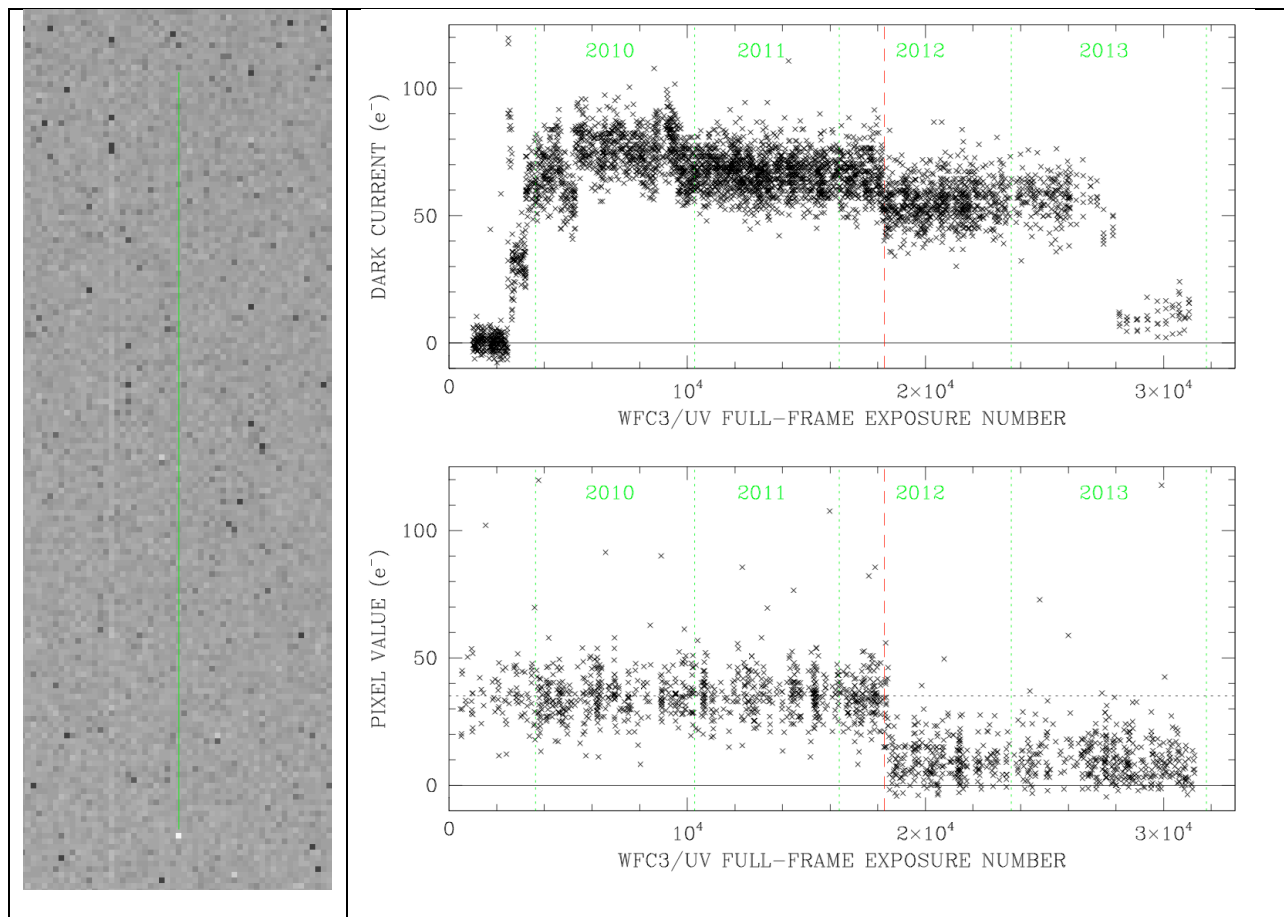 2010 2011 2012 2013
100
50
0
DARK CURRENT (e⁻)
0 10⁴ 2×10⁴ 3×10⁴
WFC3/UV FULL-FRAME EXPOSURE NUMBER
2010 2011 2012 2013
100
50
0
PIXEL VALUE (e⁻)
0 10⁴ 2×10⁴ 3×10⁴
WFC3/UV FULL-FRAME EXPOSURE NUMBER